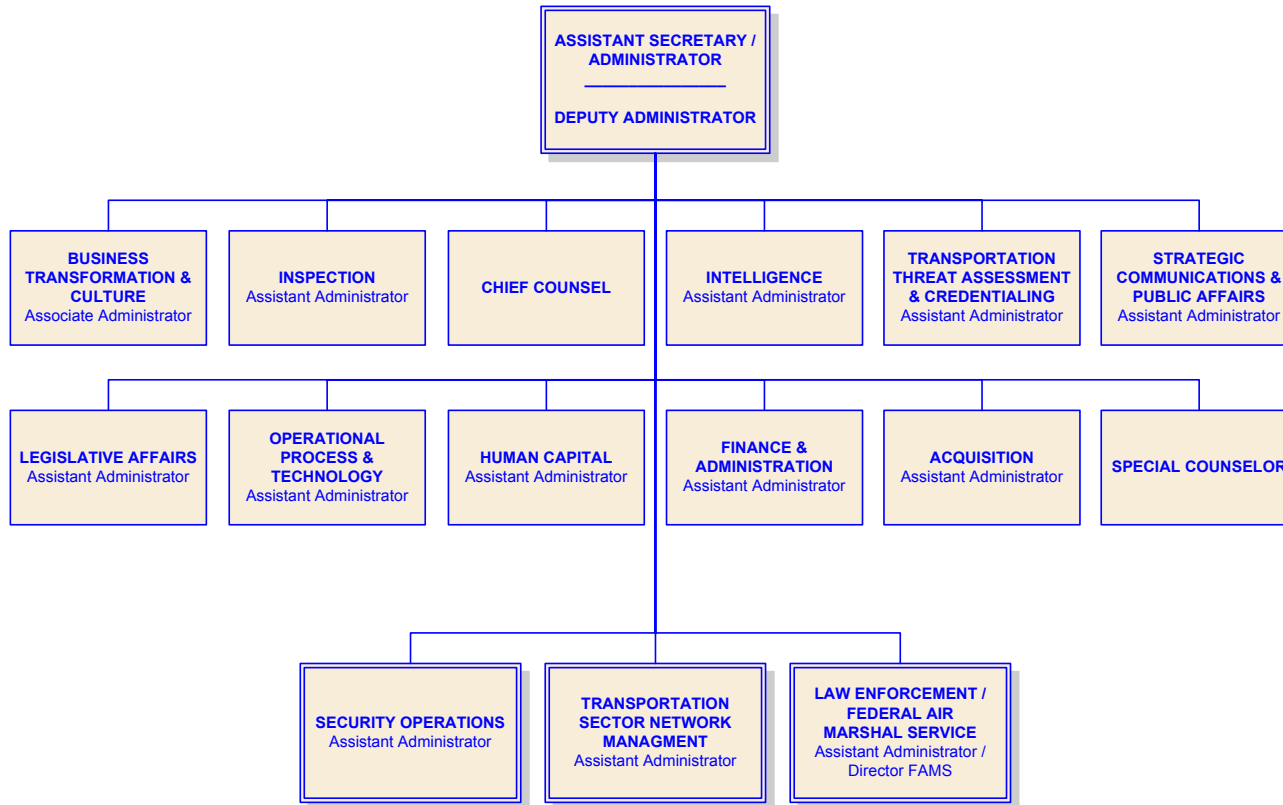 ASSISTANT SECRETARY /
ADMINISTRATOR
DEPUTY ADMINISTRATOR
BUSINESS
TRANSFORMATION &
CULTURE
Associate Administrator
INSPECTION
Assistant Administrator
CHIEF COUNSEL
INTELLIGENCE
Assistant Administrator
TRANSPORTATION
THREAT ASSESSMENT
& CREDENTIALING
Assistant Administrator
STRATEGIC
COMMUNICATIONS &
PUBLIC AFFAIRS
Assistant Administrator
LEGISLATIVE AFFAIRS
Assistant Administrator
OPERATIONAL
PROCESS &
TECHNOLOGY
Assistant Administrator
HUMAN CAPITAL
Assistant Administrator
FINANCE &
ADMINISTRATION
Assistant Administrator
ACQUISITION
Assistant Administrator
SPECIAL COUNSELOR
SECURITY OPERATIONS
Assistant Administrator
TRANSPORTATION
SECTOR NETWORK
MANAGMENT
Assistant Administrator
LAW ENFORCEMENT /
FEDERAL AIR
MARSHAL SERVICE
Assistant Administrator /
Director FAMS